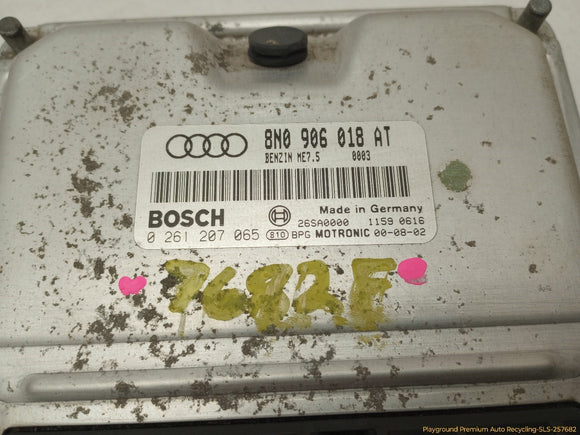 8N0 906 018 AT
BENZIN ME7.5 0003
BOSCH
Made in Germany
26SA0000 1159 0616
0 261 207 065 810 BPG MOTRONIC 00-08-02
7682F
Playground Premium Auto Recycling-SLS-257682